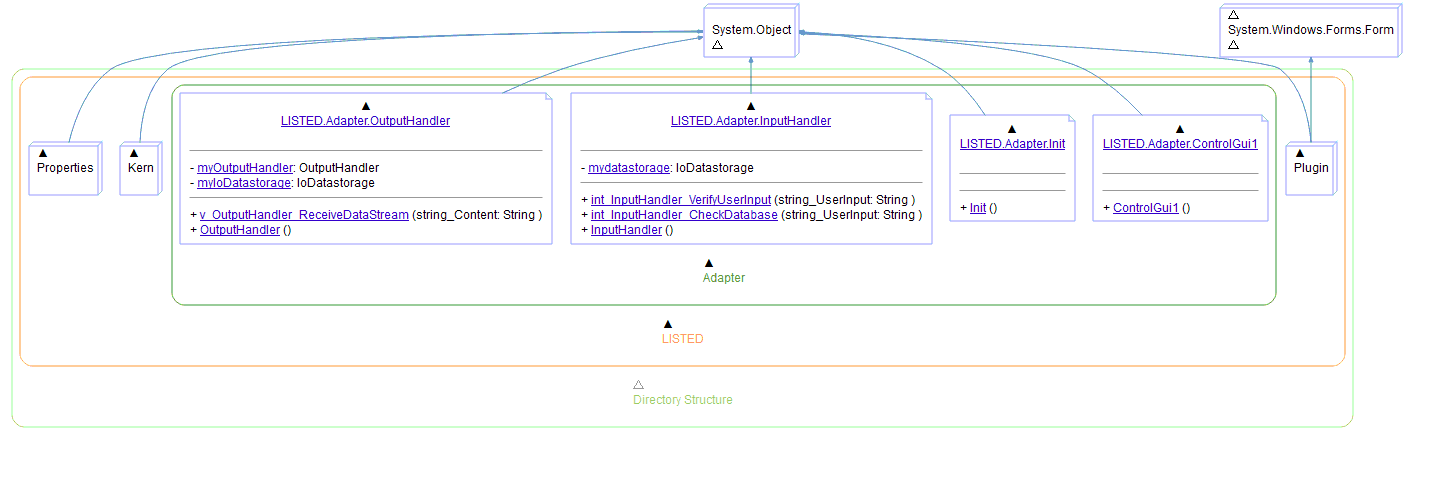 System.Object
System.Windows.Forms.Form
LISTED.Adapter.OutputHandler
- myOutputHandler: OutputHandler
- myIoDatastorage: IoDatastorage
+ v_OutputHandler_ReceiveDataStream (string_Content: String )
+ OutputHandler ()
LISTED.Adapter.InputHandler
- mydatastorage: IoDatastorage
+ int_InputHandler_VerifyUserInput (string_UserInput: String )
+ int_InputHandler_CheckDatabase (string_UserInput: String )
+ InputHandler ()
LISTED.Adapter.Init
+ Init ()
LISTED.Adapter.ControlGui1
+ ControlGui1 ()
Properties
Kern
Plugin
Adapter
LISTED
Directory Structure